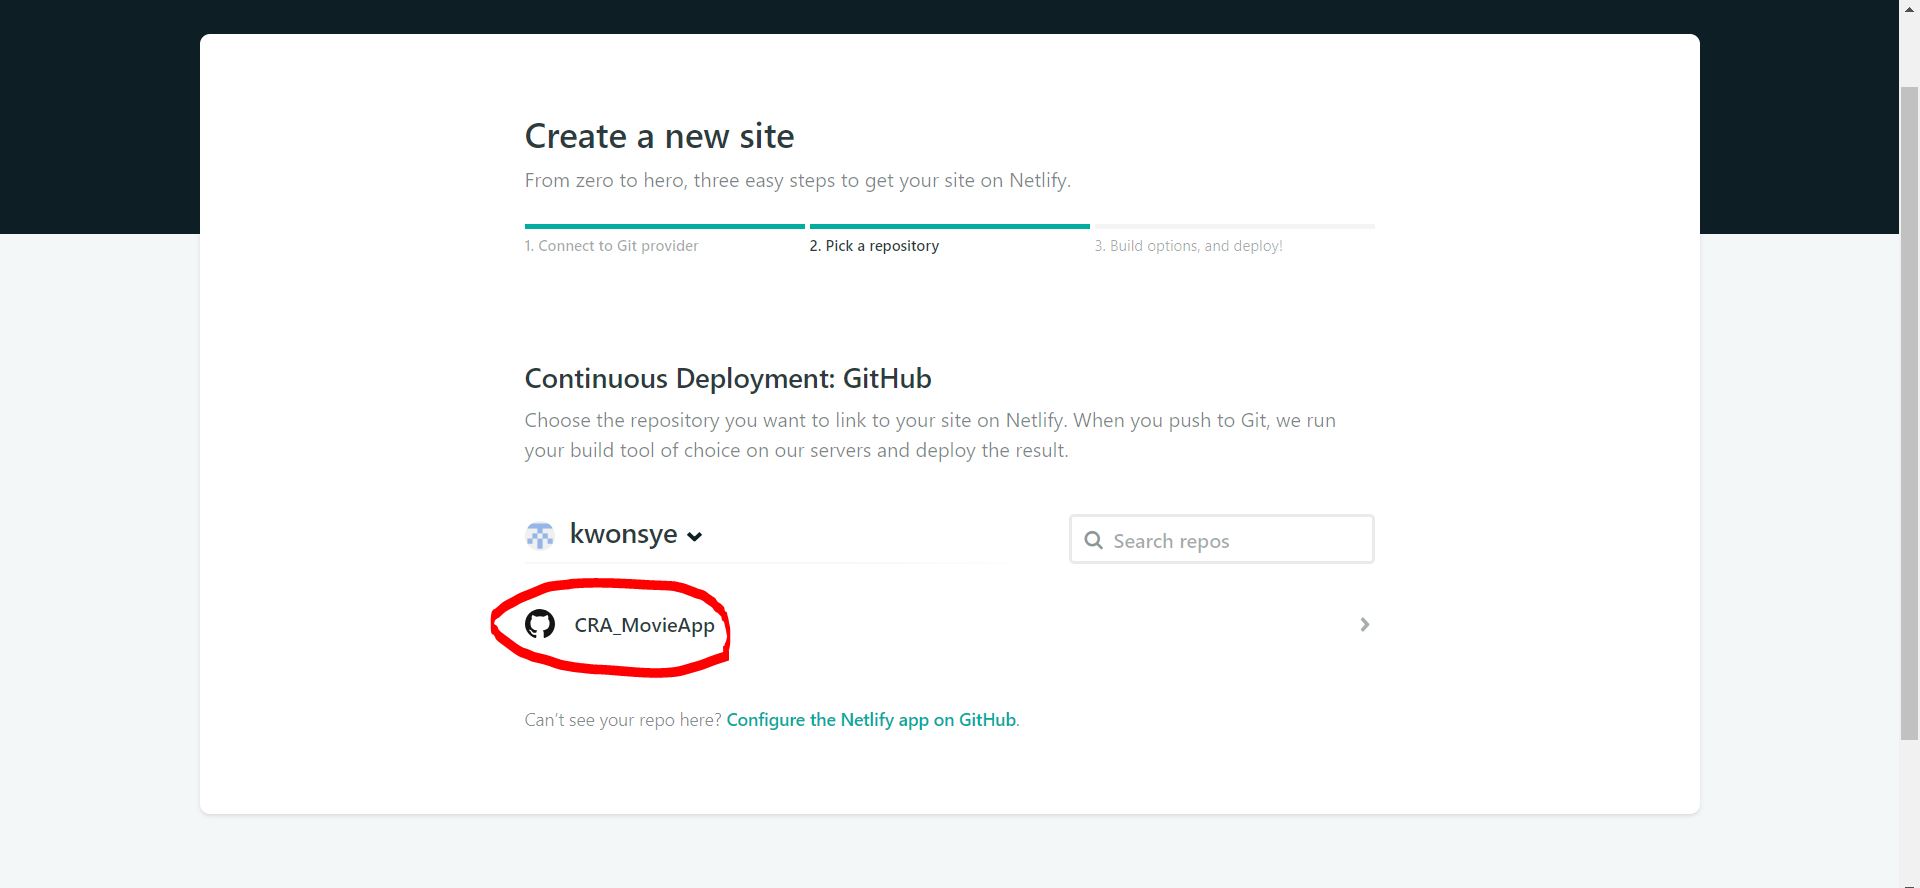 Create a new site
From zero to hero, three easy steps to get your site on Netlify.
1. Connect to Git provider
2. Pick a repository
3. Build options, and deploy!
Continuous Deployment: GitHub
Choose the repository you want to link to your site on Netlify. When you push to Git, we run
your build tool of choice on our servers and deploy the result.
kwonsye
Search repos
CRA_MovieApp
Can't see your repo here? Configure the Netlify app on GitHub.